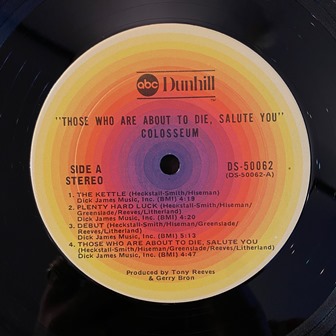 abc Dunhill
"THOSE WHO ARE ABOUT TO DIE, SALUTE YOU"
COLOSSEUM
SIDE A
STEREO
DS-50062
(DS-50062-A)
1. THE KETTLE (Heckstall-Smith/Hiseman)
Dick James Music, Inc. (BMI) 4:19
2. PLENTY HARD LUCK (Heckstall-Smith/Hiseman/
Greenslade/Reeves/Litherland)
Dick James Music, Inc. (BMI) 4:20
3. DEBUT (Heckstall-Smith/Hiseman/Greenslade/
Reeves/Litherland)
Dick James Music, Inc. (BMI) 5:13
4. THOSE WHO ARE ABOUT TO DIE, SALUTE YOU
(Heckstall-Smith/Hiseman/Greenslade/Reeves/Litherland)
Dick James Music, Inc. (BMI) 4:47
Produced by Tony Reeves
& Gerry Bron